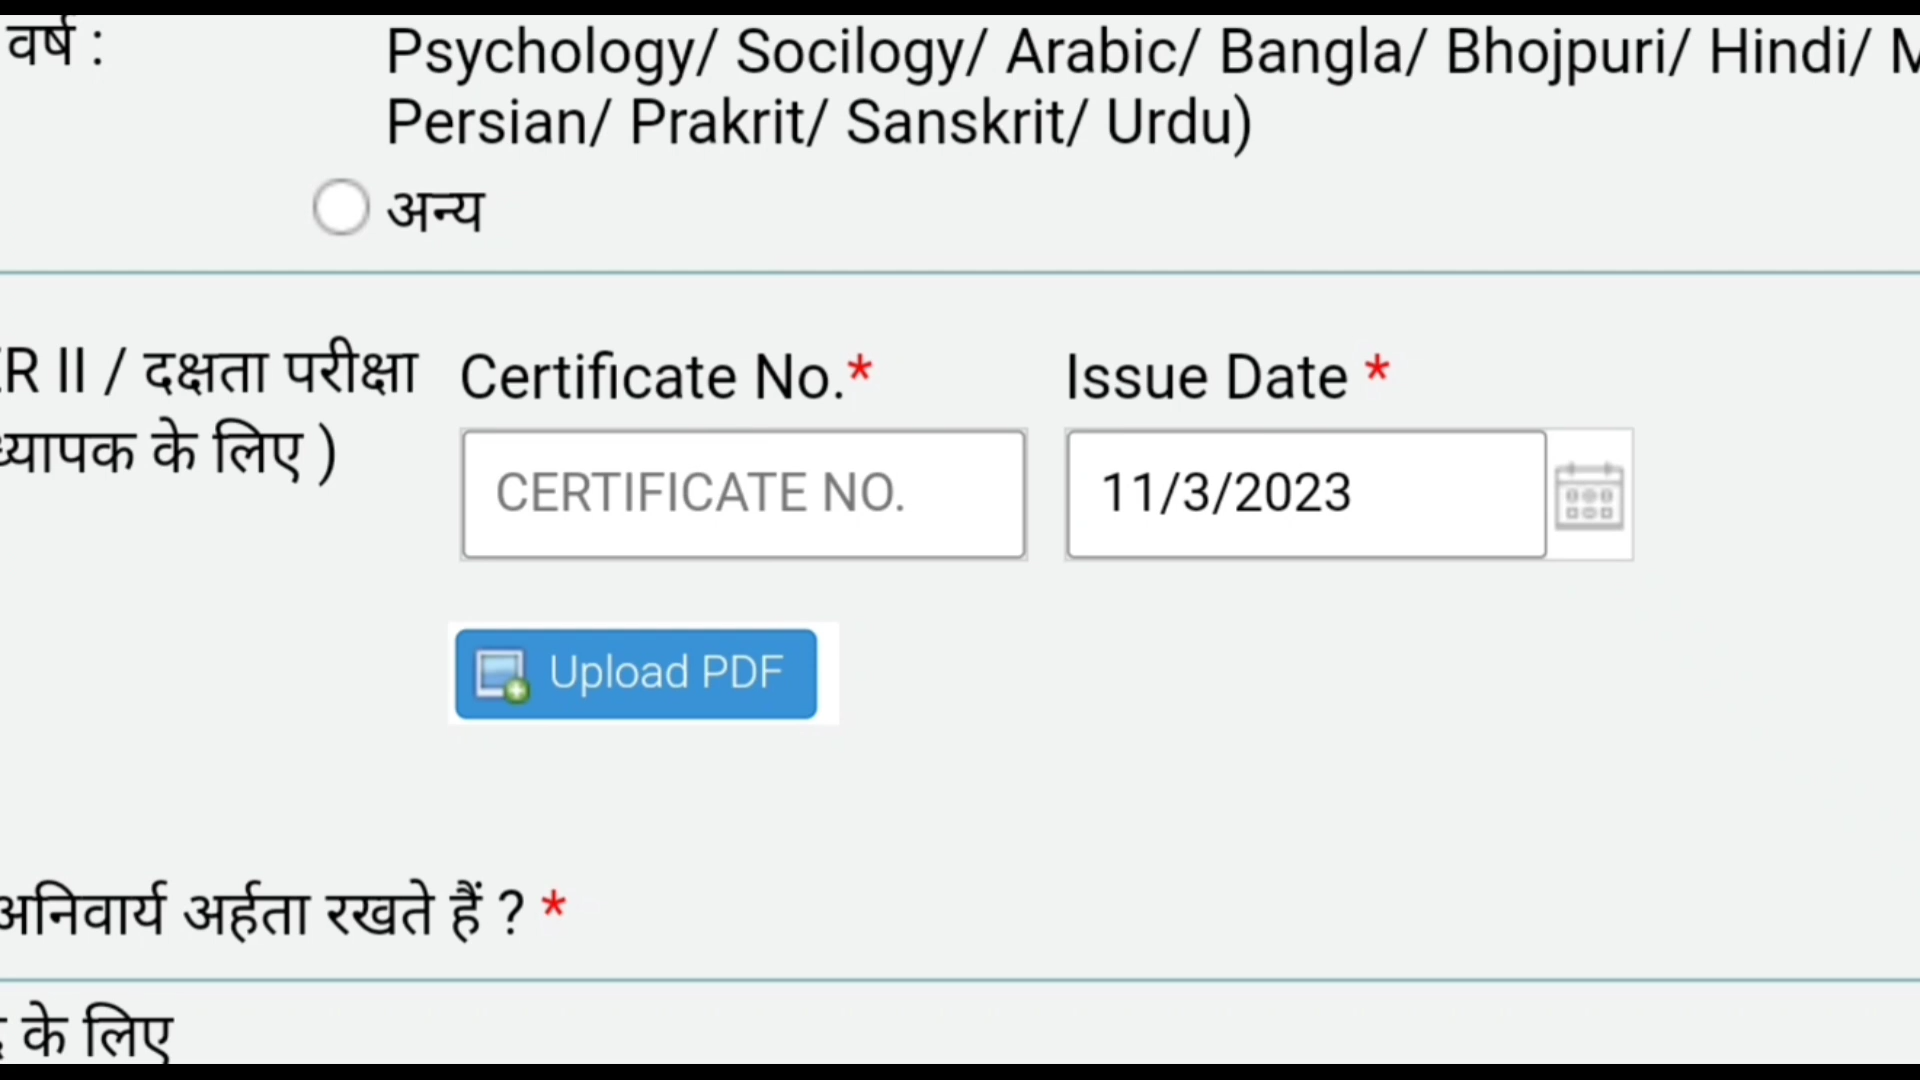 वर्ष :
Psychology/ Socilogy/ Arabic/ Bangla/ Bhojpuri/ Hindi/
Persian/ Prakrit/ Sanskrit/ Urdu)
अन्य
R II / दक्षता परीक्षा
के लिए )
Certificate No.*
Issue Date *
CERTIFICATE NO.
11/3/2023
Upload PDF
अनिवार्य अर्हता रखते हैं ? *
के लिए